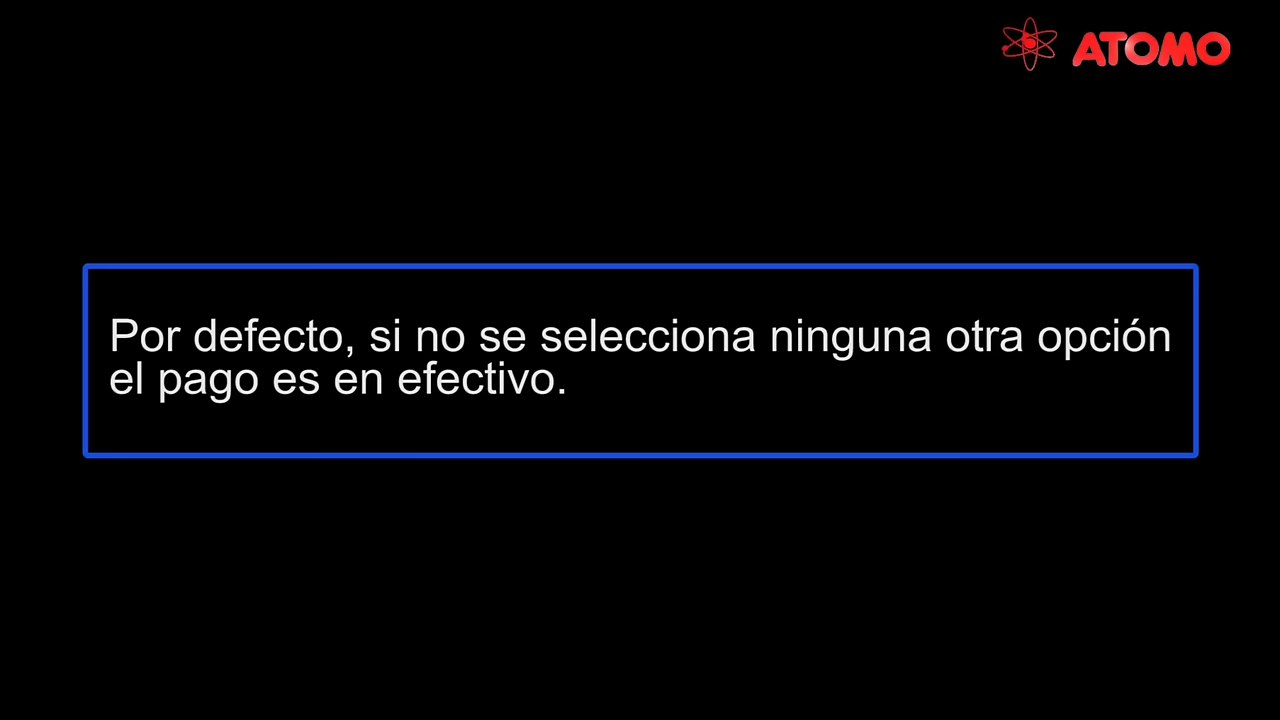 ATOMO
Por defecto, si no se selecciona ninguna otra opción
el pago es en efectivo.